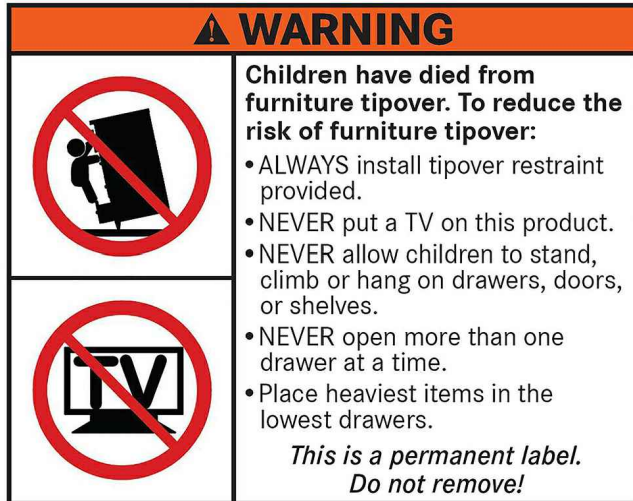 WARNING
Children have died from
furniture tipover. To reduce the
risk of furniture tipover:
• ALWAYS install tipover restraint
provided.
• NEVER put a TV on this product.
• NEVER allow children to stand,
climb or hang on drawers, doors,
or shelves.
• NEVER open more than one
drawer at a time.
• Place heaviest items in the
lowest drawers.
This is a permanent label.
Do not remove!
TV